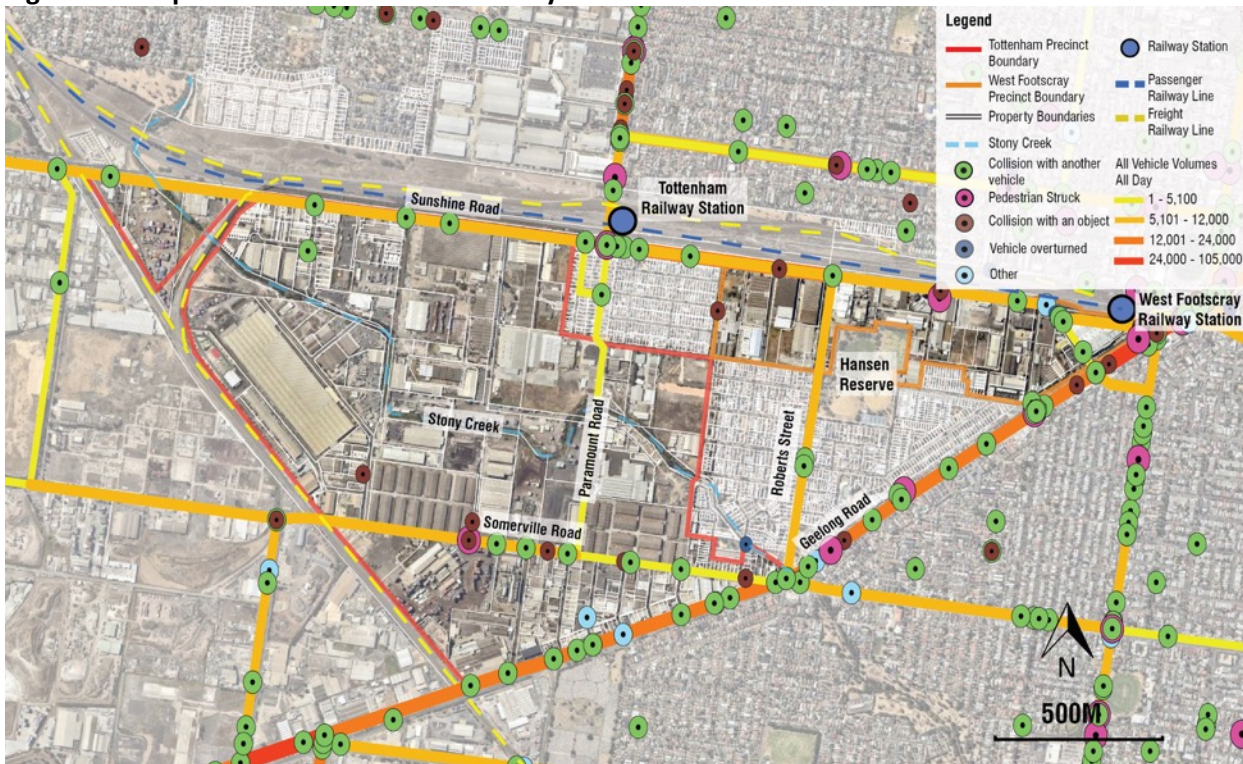 Legend
Tottenham Precinct
Boundary
West Footscray
Precinct Boundary
Property Boundaries
Stony Creek
Collision with another
vehicle
Pedestrian Struck
Collision with an object
Vehicle overturned
Other
Railway Station
Passenger
Railway Line
Freight
Railway Line
All Vehicle Volumes
All Day
1 - 5,100
5,101 - 12,000
12,001 - 24,000
24,000 - 105,000
Sunshine Road
Tottenham
Railway Station
West Footscray
Railway Station
Hansen
Reserve
Stony Creek
Paramount Road
Roberts Street
Geelong Road
Somerville Road
N
500M